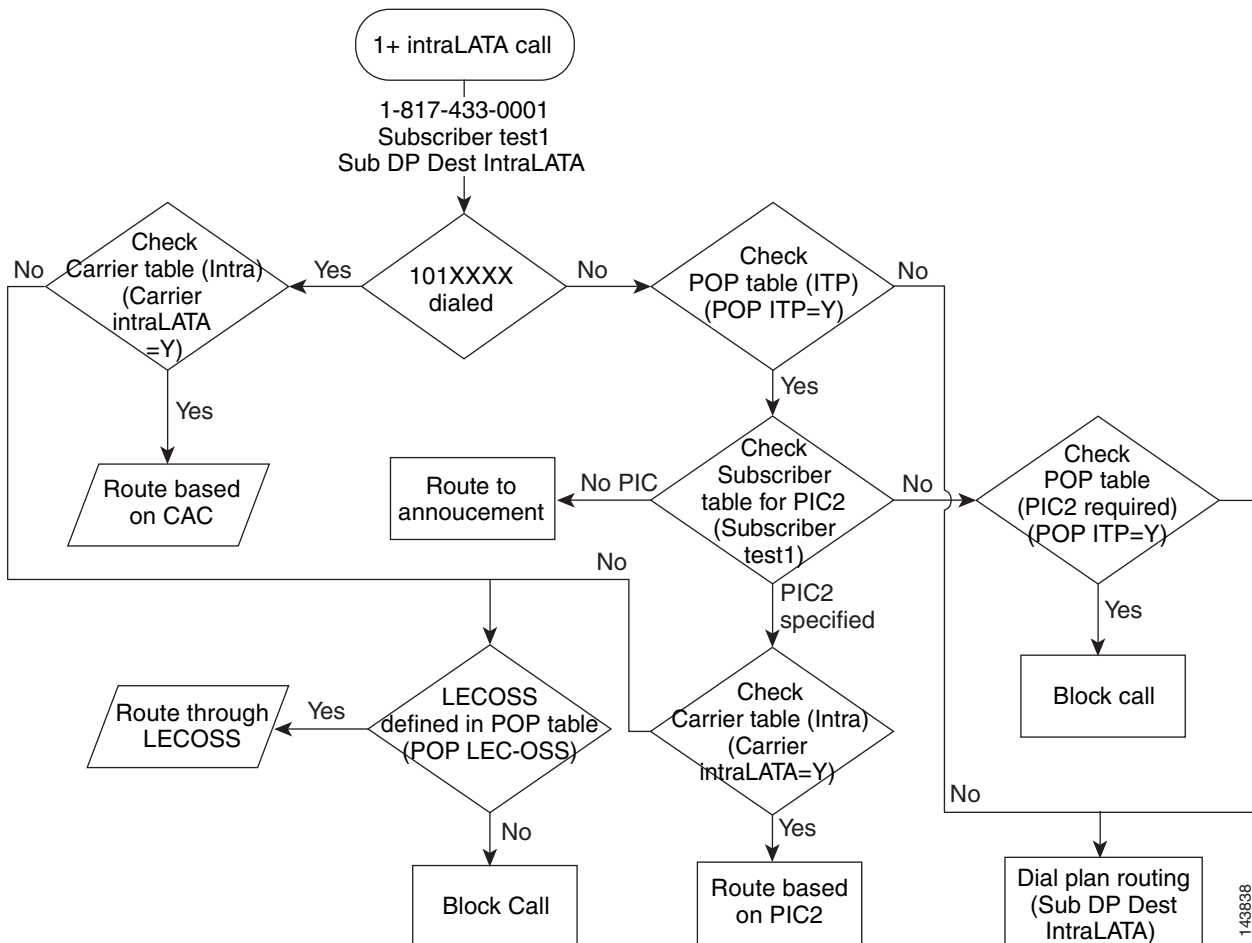 1+ intraLATA call
1-817-433-0001
Subscriber test1
Sub DP Dest IntraLATA
Check
Carrier table (Intra)
(Carrier
intraLATA
=Y)
No
Yes
101XXXX
dialed
No
Check
POP table (ITP)
(POP ITP=Y)
No
Yes
Yes
Route based
on CAC
Route to
annoucement
No PIC
Check
Subscriber
table for PIC2
(Subscriber
test1)
No
Check
POP table
(PIC2 required)
(POP ITP=Y)
No
PIC2
specified
Yes
Block call
Route through
LECOSS
Yes
LECOSS
defined in POP table
(POP LEC-OSS)
Check
Carrier table (Intra)
(Carrier
intraLATA=Y)
No
No
Yes
Block Call
Route based
on PIC2
Dial plan routing
(Sub DP Dest
IntraLATA)
143838